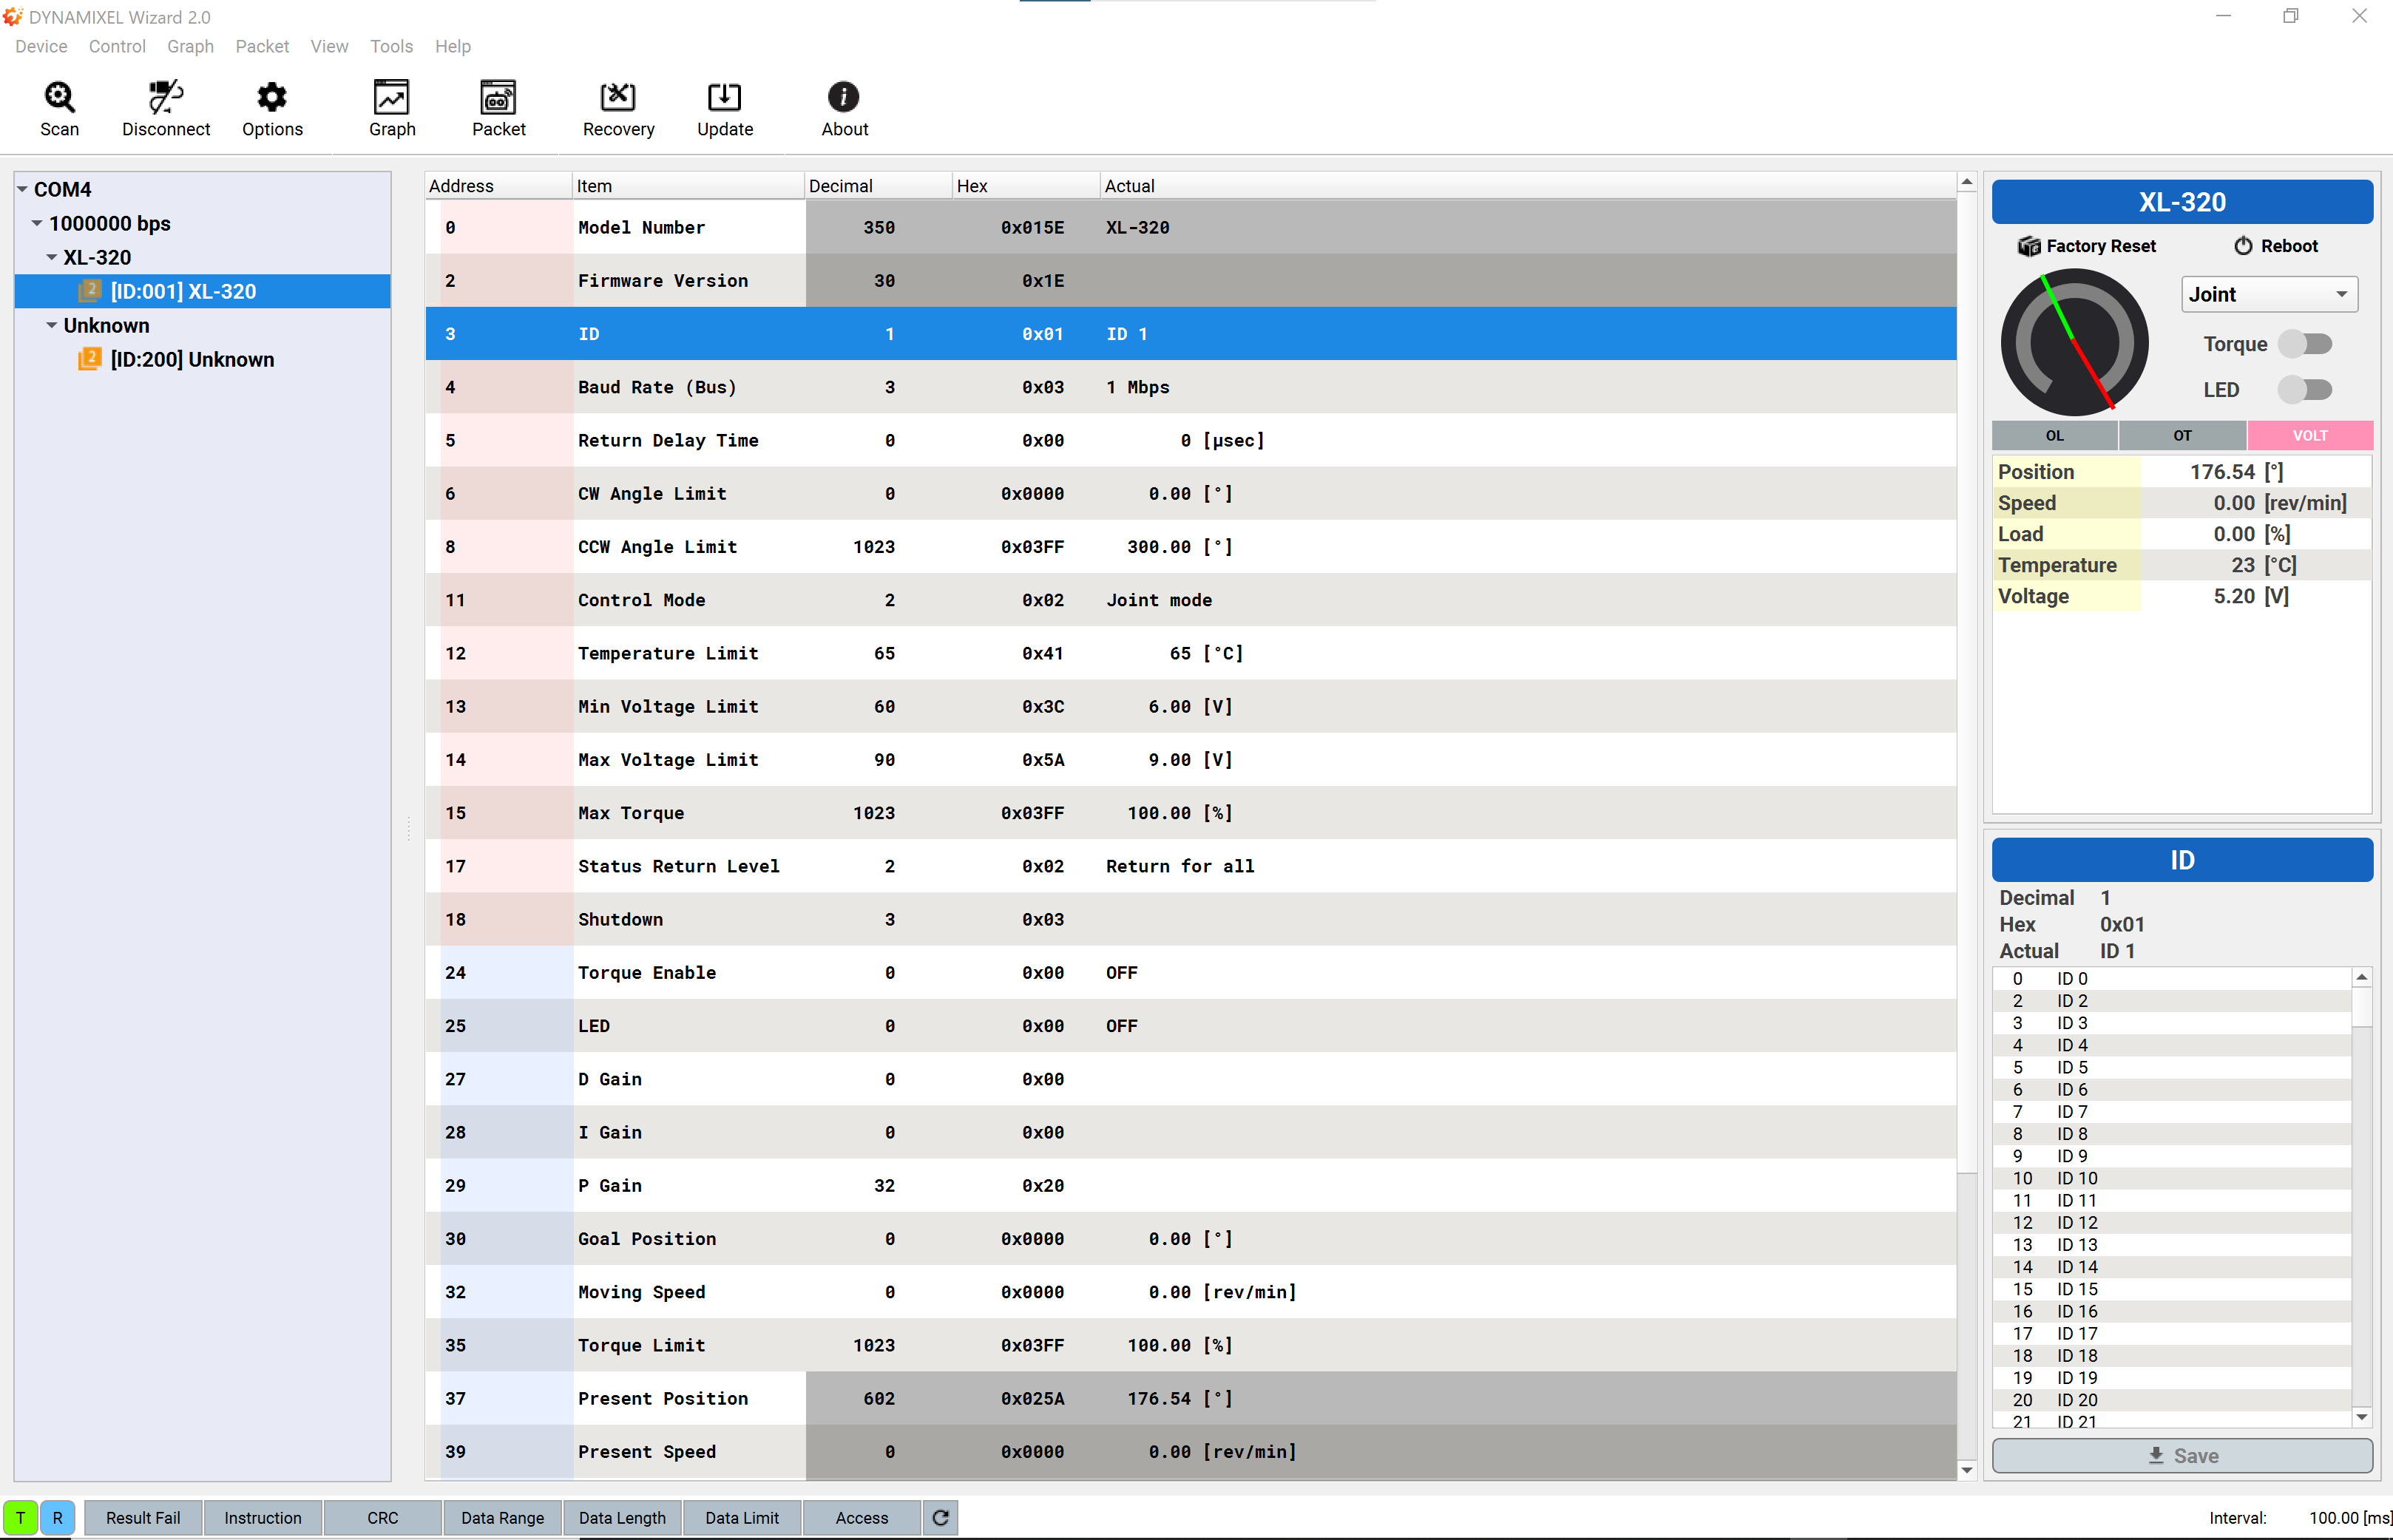 DYNAMIXEL Wizard 2.0
Device Control Graph Packet View Tools Help
Scan Disconnect Options Graph Packet Recovery Update About
COM4
1000000 bps
XL-320
2 [ID:001] XL-320
Unknown
2 [ID:200] Unknown
Address Item Decimal Hex Actual
0 Model Number 350 0x015E XL-320
2 Firmware Version 30 0x1E
3 ID 1 0x01 ID 1
4 Baud Rate (Bus) 3 0x03 1 Mbps
5 Return Delay Time 0 0x00 0 [μsec]
6 CW Angle Limit 0 0x0000 0.00 [°]
8 CCW Angle Limit 1023 0x03FF 300.00 [°]
11 Control Mode 2 0x02 Joint mode
12 Temperature Limit 65 0x41 65 [°C]
13 Min Voltage Limit 60 0x3C 6.00 [V]
14 Max Voltage Limit 90 0x5A 9.00 [V]
15 Max Torque 1023 0x03FF 100.00 [%]
17 Status Return Level 2 0x02 Return for all
18 Shutdown 3 0x03
24 Torque Enable 0 0x00 OFF
25 LED 0 0x00 OFF
27 D Gain 0 0x00
28 I Gain 0 0x00
29 P Gain 32 0x20
30 Goal Position 0 0x0000 0.00 [°]
32 Moving Speed 0 0x0000 0.00 [rev/min]
35 Torque Limit 1023 0x03FF 100.00 [%]
37 Present Position 602 0x025A 176.54 [°]
39 Present Speed 0 0x0000 0.00 [rev/min]
XL-320
Factory Reset Reboot
Joint
Torque
LED
OL OT VOLT
Position 176.54 [°]
Speed 0.00 [rev/min]
Load 0.00 [%]
Temperature 23 [°C]
Voltage 5.20 [V]
ID
Decimal 1
Hex 0x01
Actual ID 1
0 ID 0
2 ID 2
3 ID 3
4 ID 4
5 ID 5
6 ID 6
7 ID 7
8 ID 8
9 ID 9
10 ID 10
11 ID 11
12 ID 12
13 ID 13
14 ID 14
15 ID 15
16 ID 16
17 ID 17
18 ID 18
19 ID 19
20 ID 20
21 ID 21
Save
T R Result Fail Instruction CRC Data Range Data Length Data Limit Access Interval: 100.00 [ms]